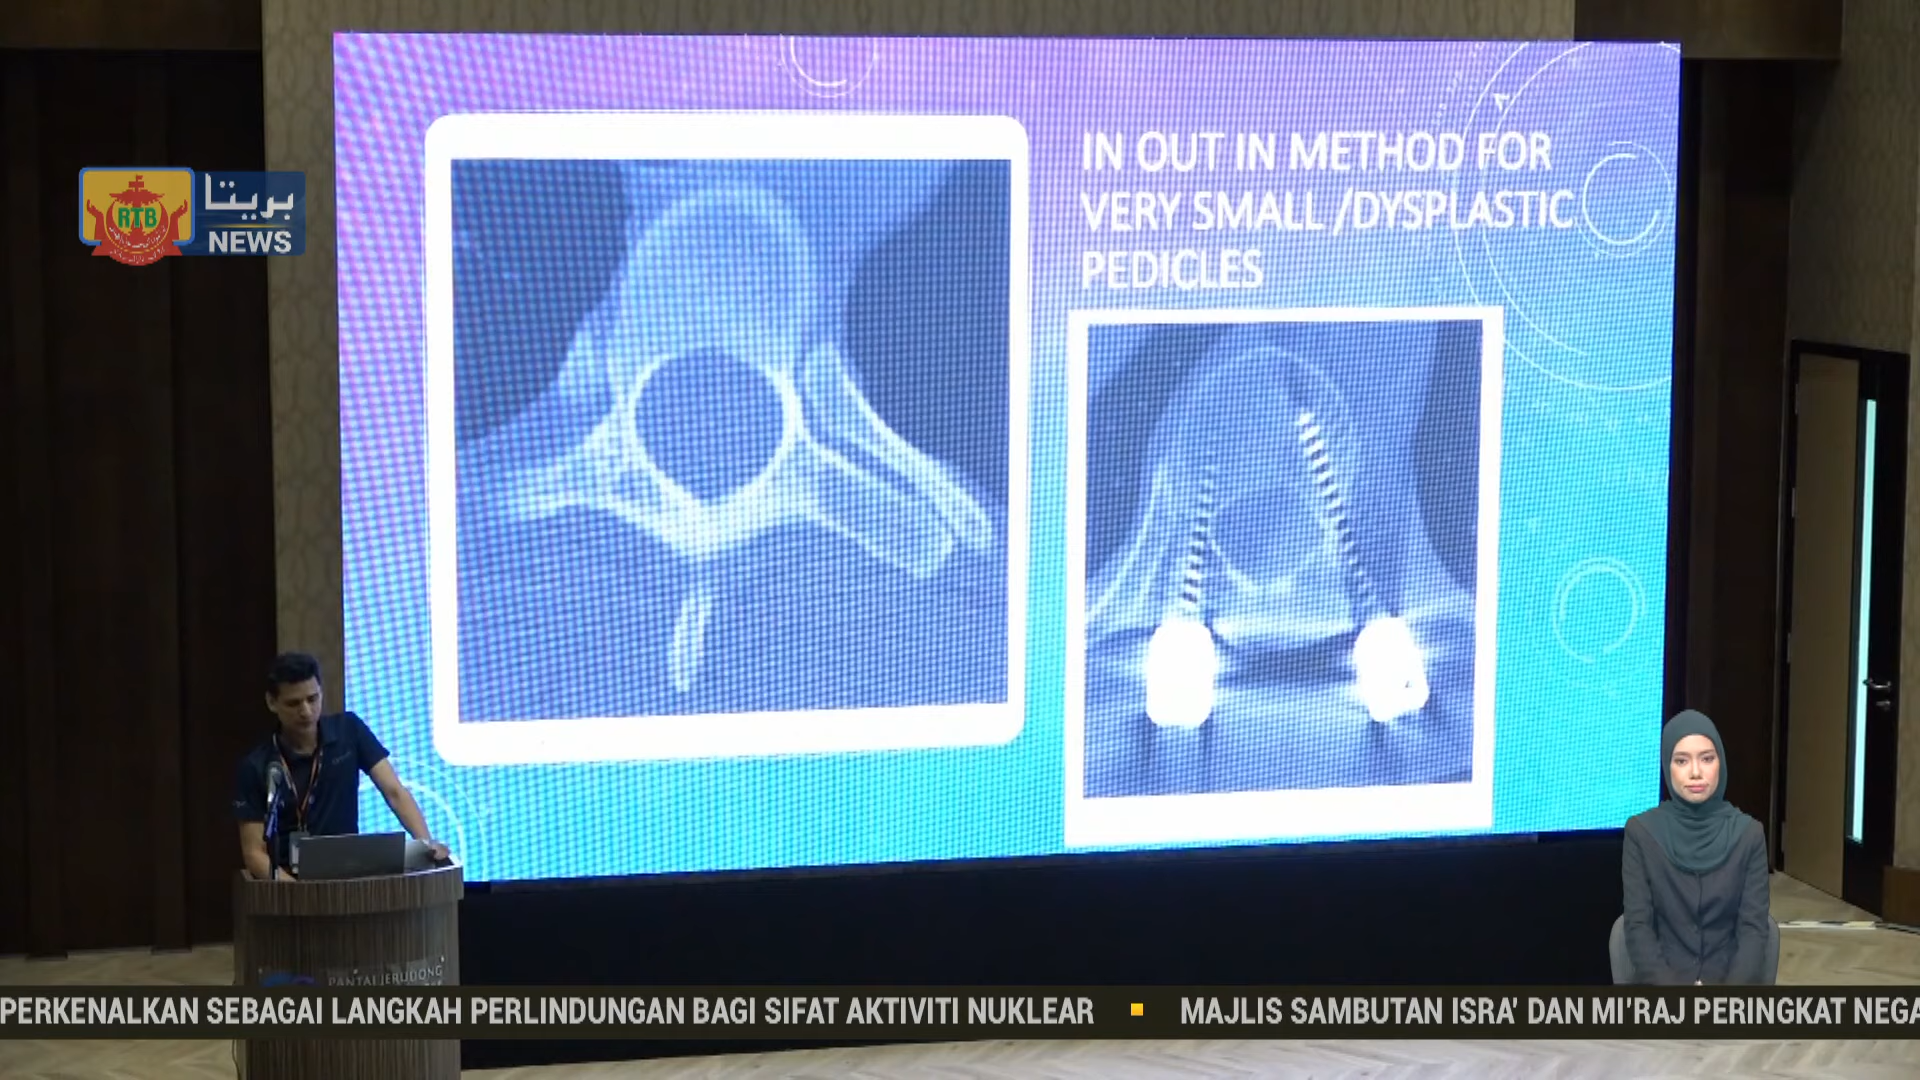 IN OUT IN METHOD FOR
VERY SMALL /DYSPLASTIC
PEDICLES
RTB
بريتا
NEWS
PANTAI JERUDONG
PERKENALKAN SEBAGAI LANGKAH PERLINDUNGAN BAGI SIFAT AKTIVITI NUKLEAR
MAJLIS SAMBUTAN ISRA' DAN MI'RAJ PERINGKAT NEGA